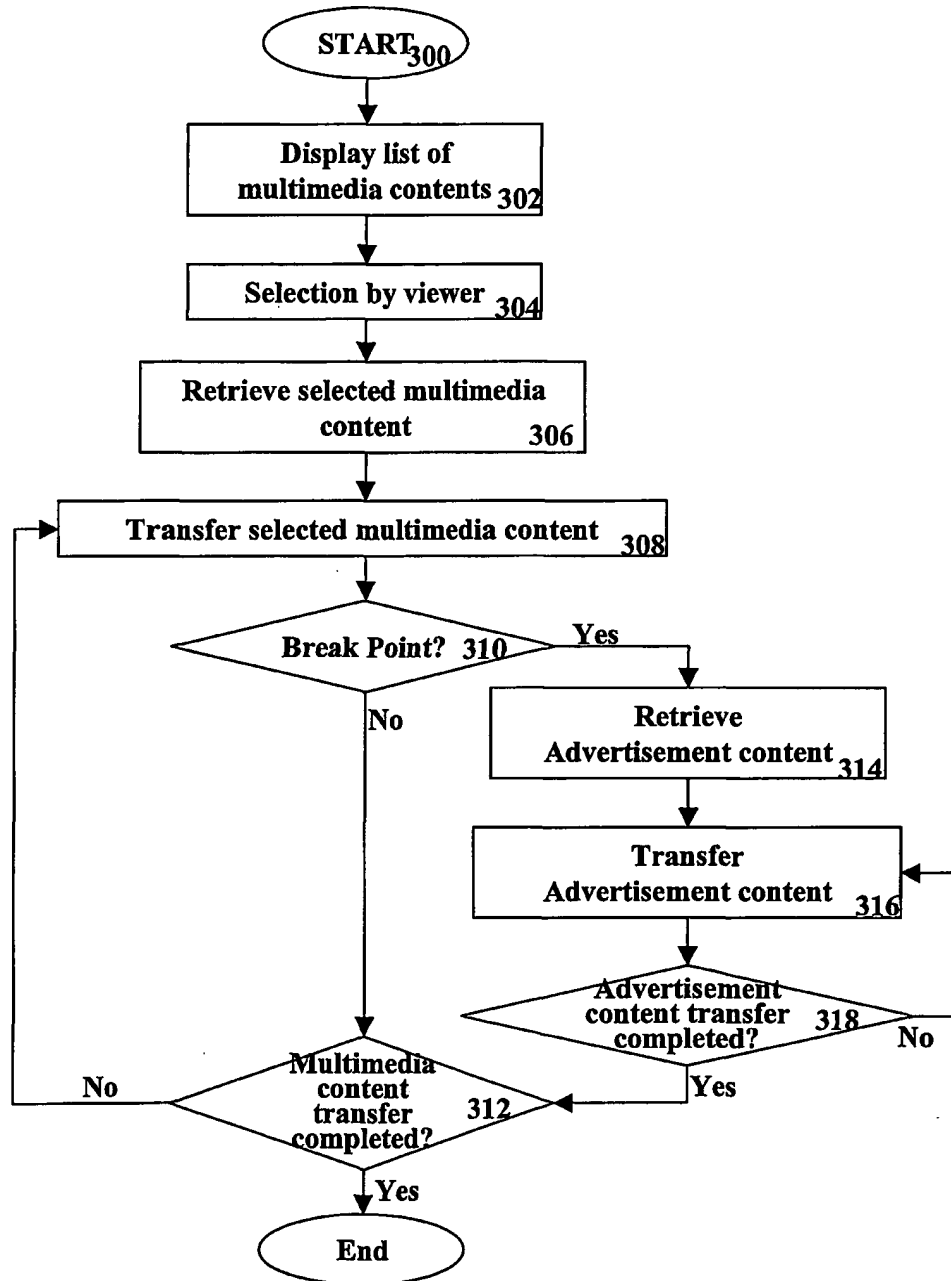 START 300
Display list of
multimedia contents 302
Selection by viewer 304
Retrieve selected multimedia
content 306
Transfer selected multimedia content 308
Break Point? 310
Yes
No
Retrieve
Advertisement content 314
Transfer
Advertisement content 316
Advertisement
content transfer
completed?
318
No
Yes
Multimedia
content
transfer
completed?
312
No
Yes
End